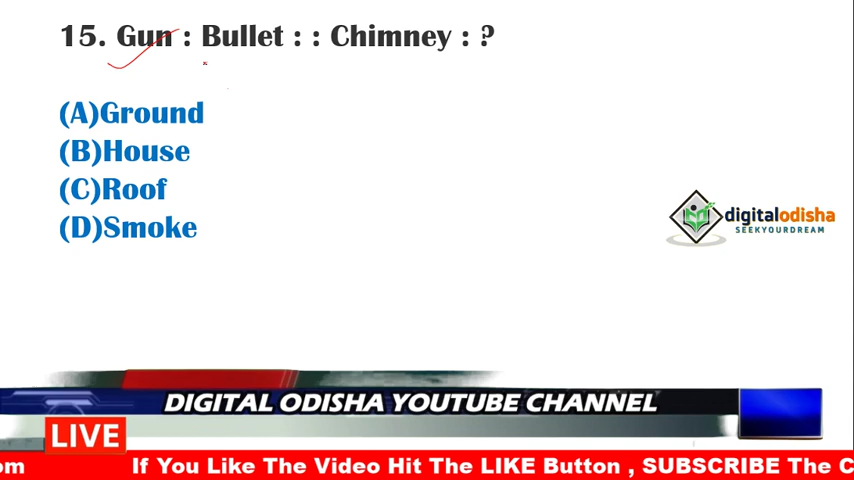 15. Gun : Bullet : : Chimney : ?
(A)Ground
(B)House
(C)Roof
(D)Smoke
digitalodisha
SEEKYOURDREAM
DIGITAL ODISHA YOUTUBE CHANNEL
LIVE
om If You Like The Video Hit The LIKE Button , SUBSCRIBE The C